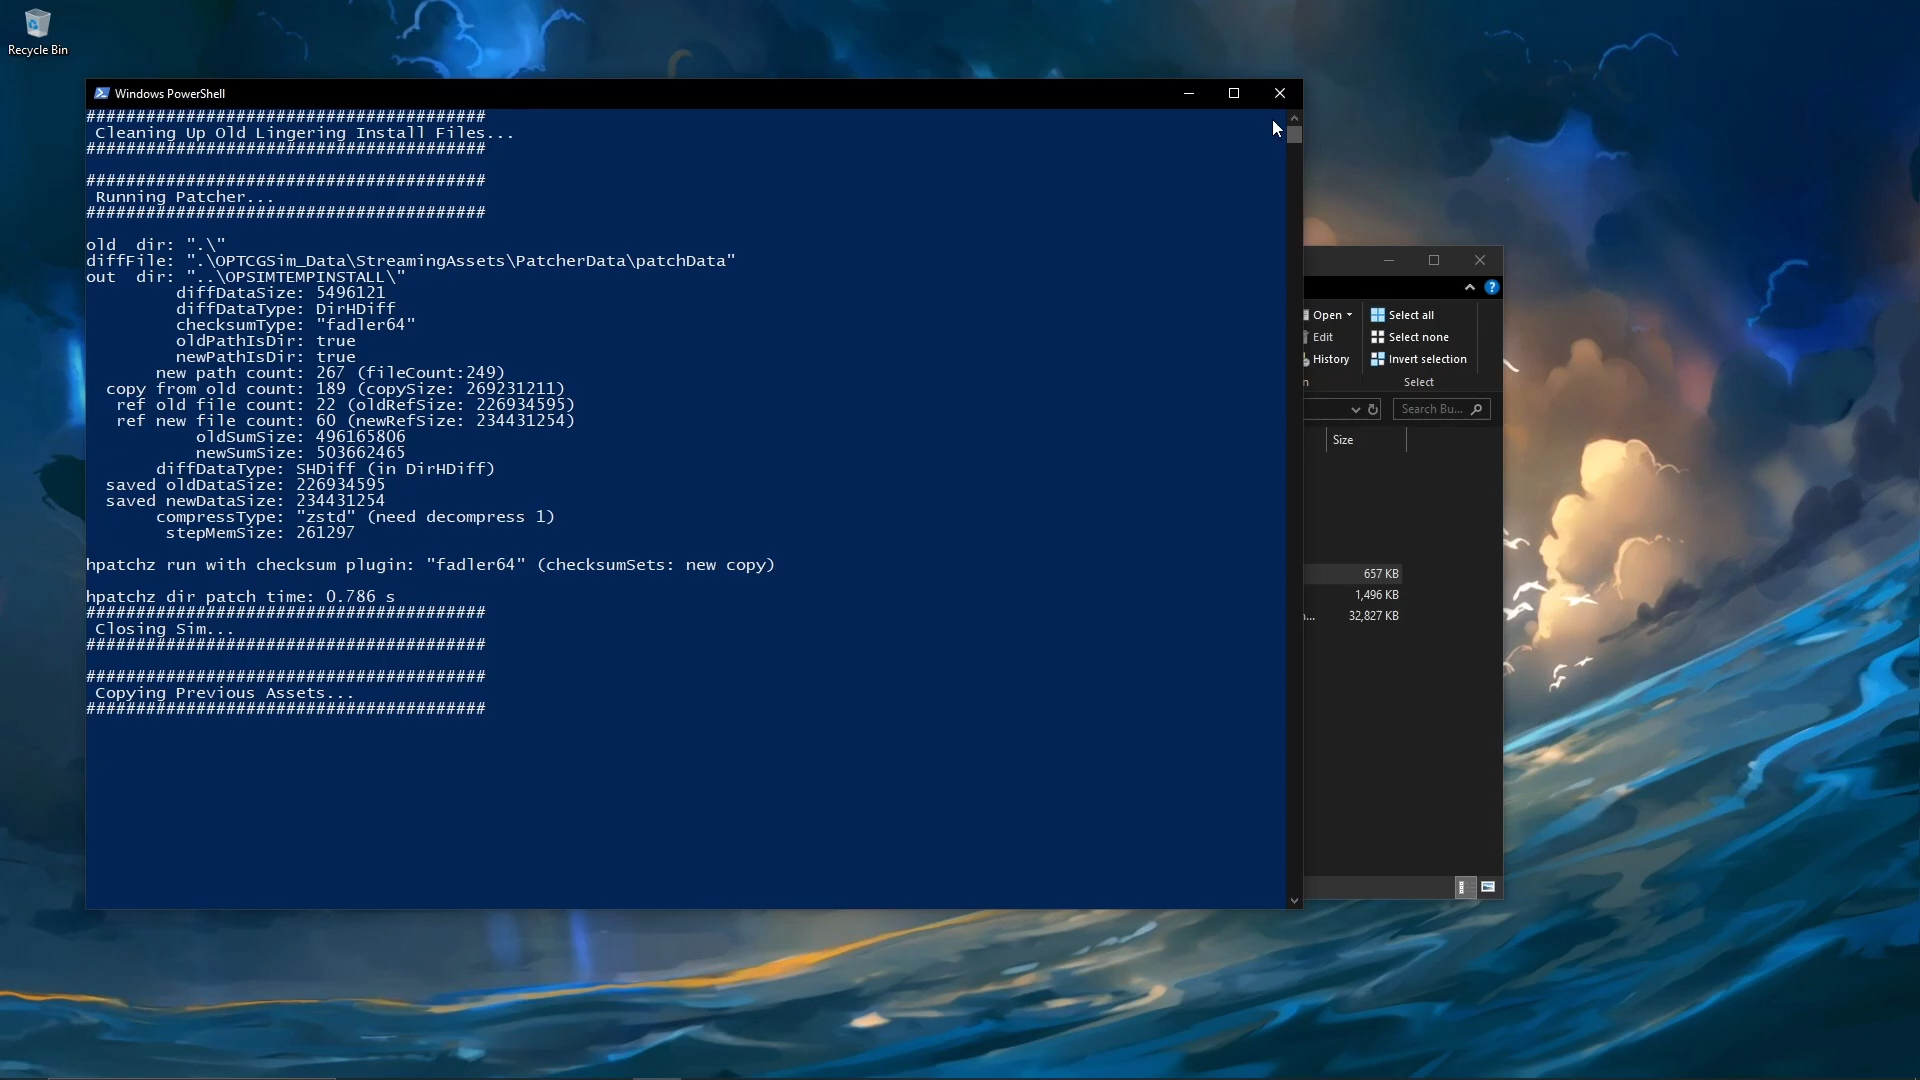 Recycle Bin
Windows PowerShell
########################################
Cleaning Up Old Lingering Install Files...
########################################
########################################
Running Patcher...
########################################
old  dir: ".\"
diffFile: ".\OPTCGSim_Data\StreamingAssets\PatcherData\patchData"
out  dir: "..\OPSIMTEMPINSTALL\"
diffDataSize: 5496121
diffDataType: DirHDiff
checksumType: "fadler64"
oldPathIsDir: true
newPathIsDir: true
new path count: 267 (fileCount:249)
copy from old count: 189 (copySize: 269231211)
ref old file count: 22 (oldRefSize: 226934595)
ref new file count: 60 (newRefSize: 234431254)
oldSumSize: 496165806
newSumSize: 503662465
diffDataType: SHDiff (in DirHDiff)
saved oldDataSize: 226934595
saved newDataSize: 234431254
compressType: "zstd" (need decompress 1)
stepMemSize: 261297
hpatchz run with checksum plugin: "fadler64" (checksumSets: new copy)
hpatchz dir patch time: 0.786 s
########################################
Closing Sim...
########################################
########################################
Copying Previous Assets...
########################################
Open
Select all
Edit
Select none
History
Invert selection
Select
Search Bu...
Size
657 KB
1,496 KB
32,827 KB